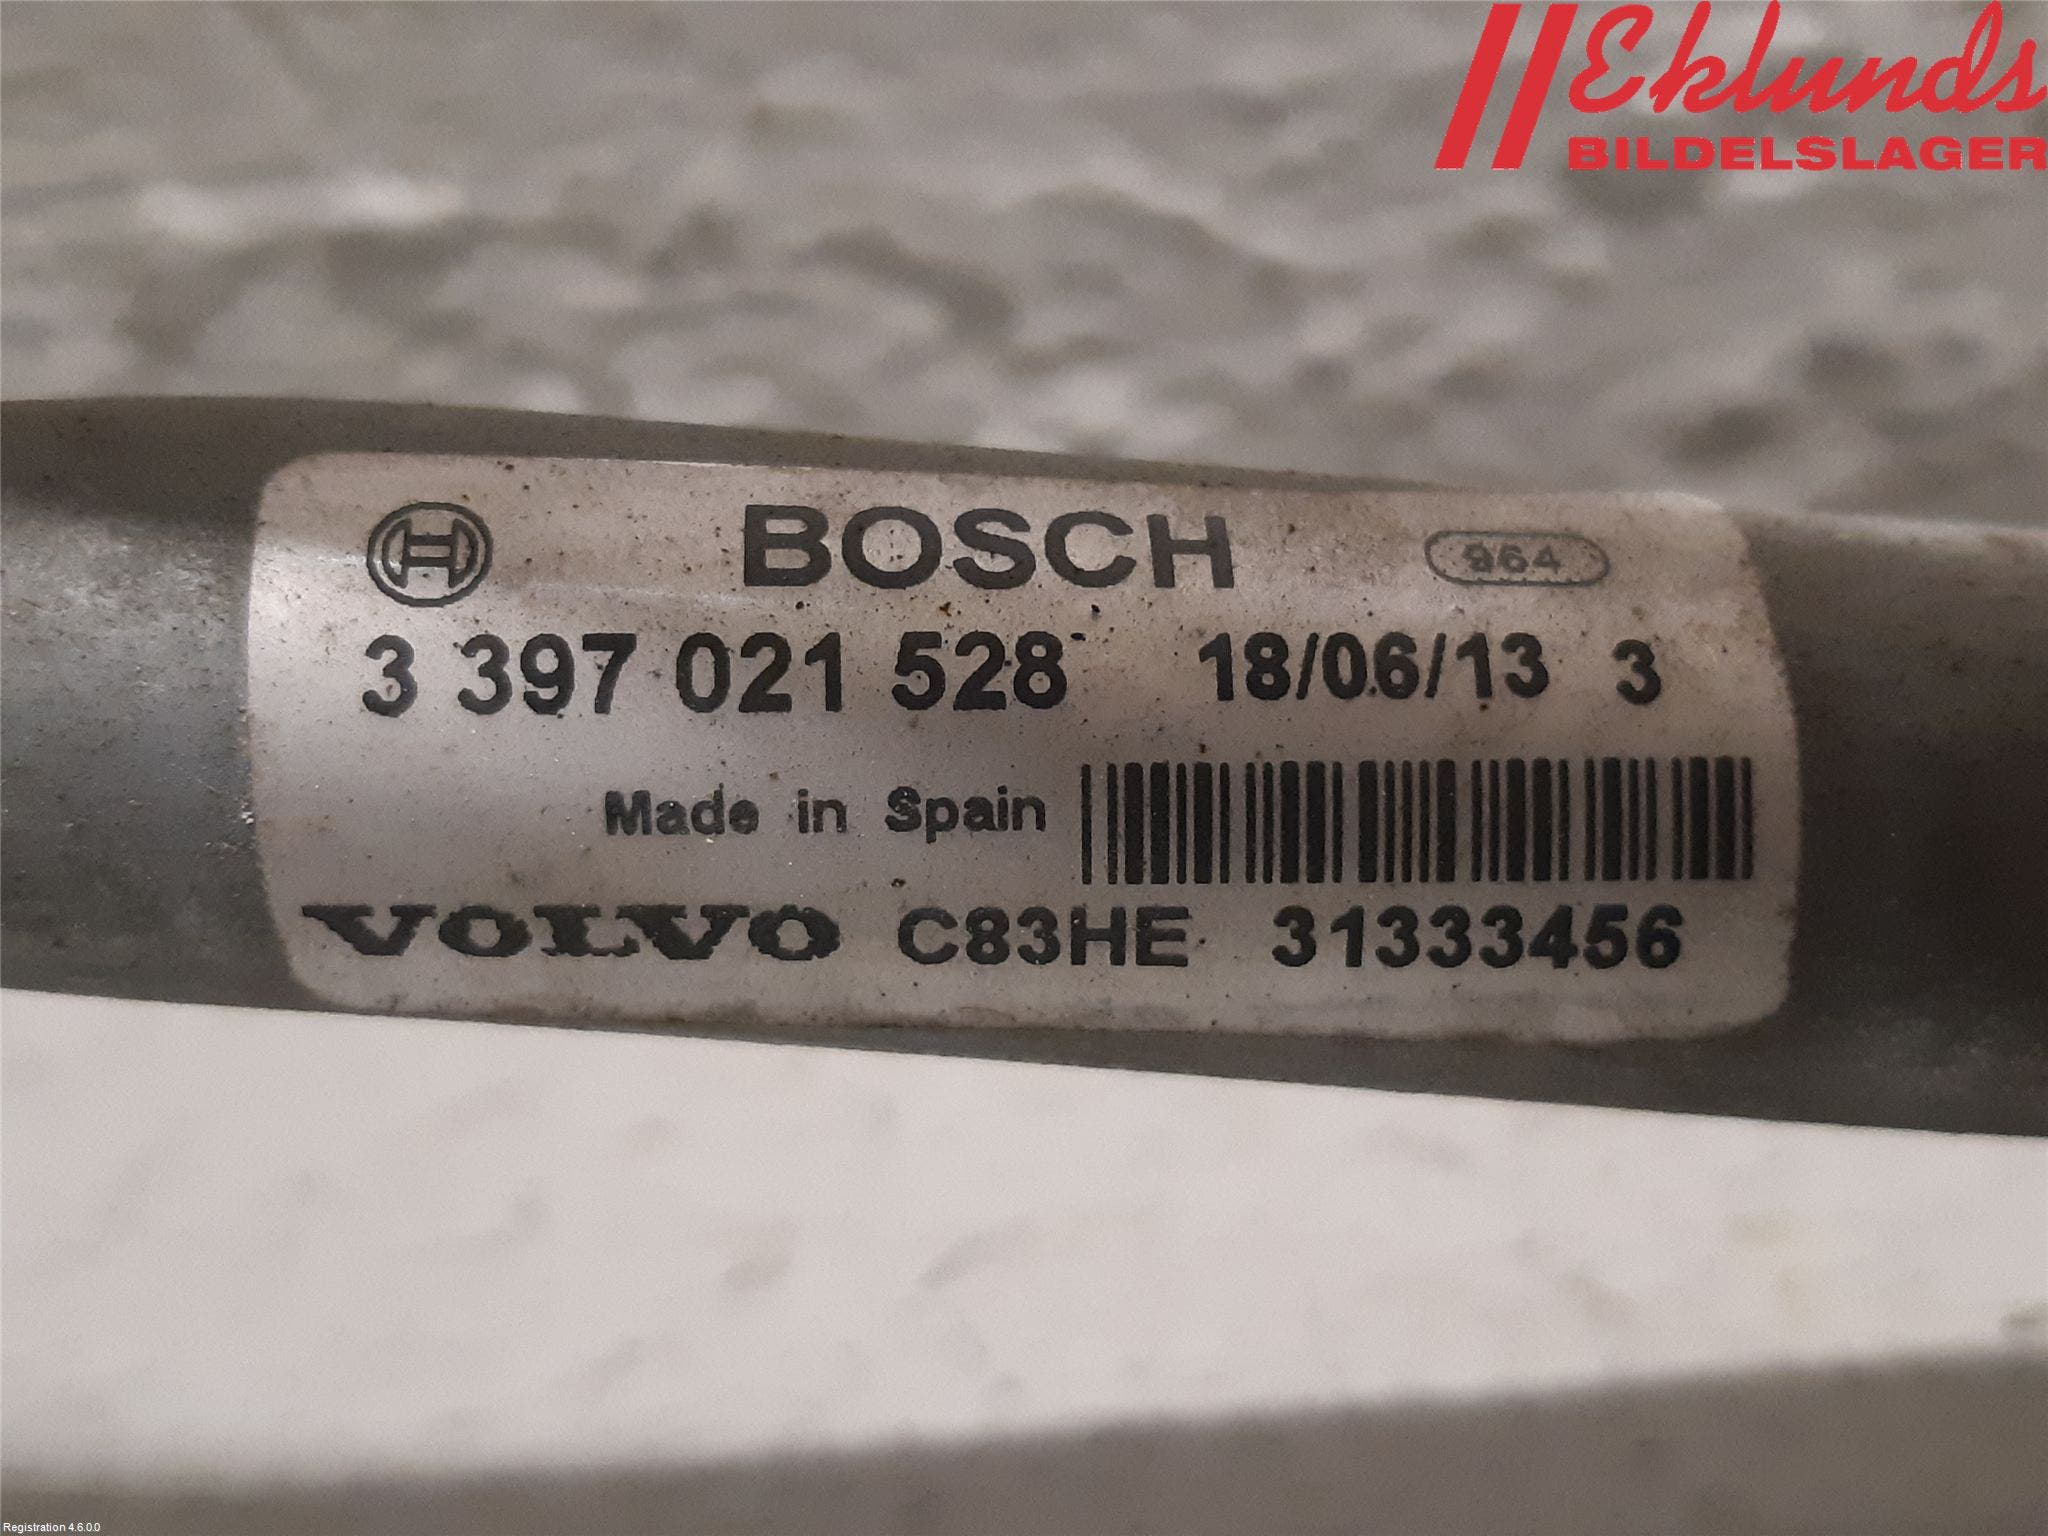 Eklunds
BILDELSLAGER
BOSCH 964
3 397 021 528 18/06/13 3
Made in Spain
VOLVO C83HE 31333456
Registration 4.6.0.0